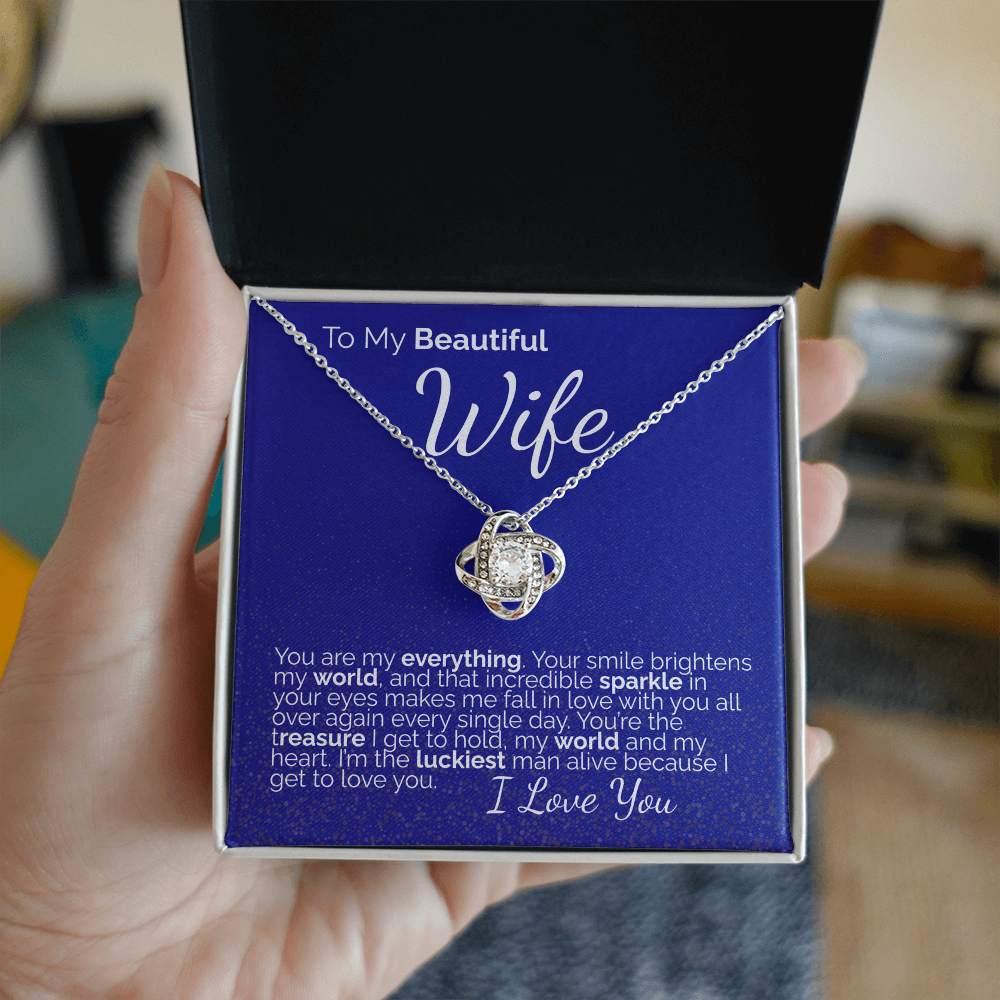 To My Beautiful
Wife
You are my everything. Your smile brightens
my world, and that incredible sparkle in
your eyes makes me fall in love with you all
over again every single day. You're the
treasure I get to hold, my world and my
heart. I'm the luckiest man alive because I
get to love you.
I Love You